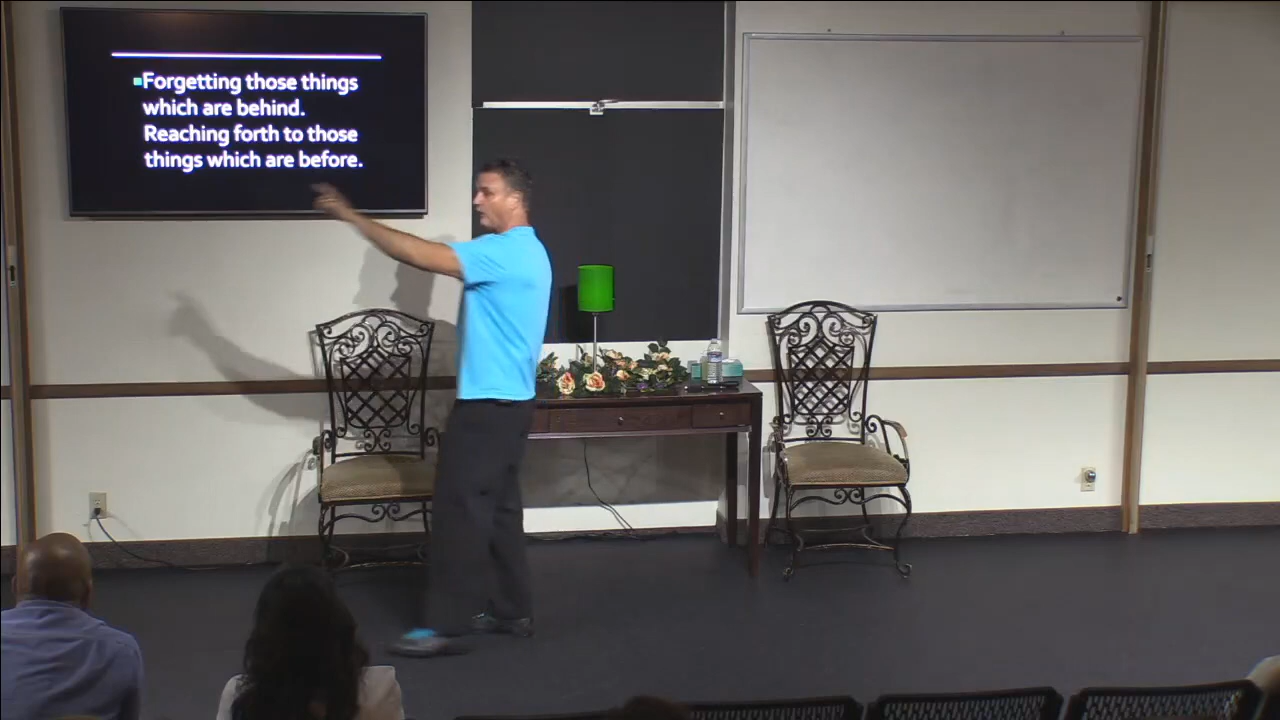 Forgetting those things
which are behind.
Reaching forth to those
things which are before.